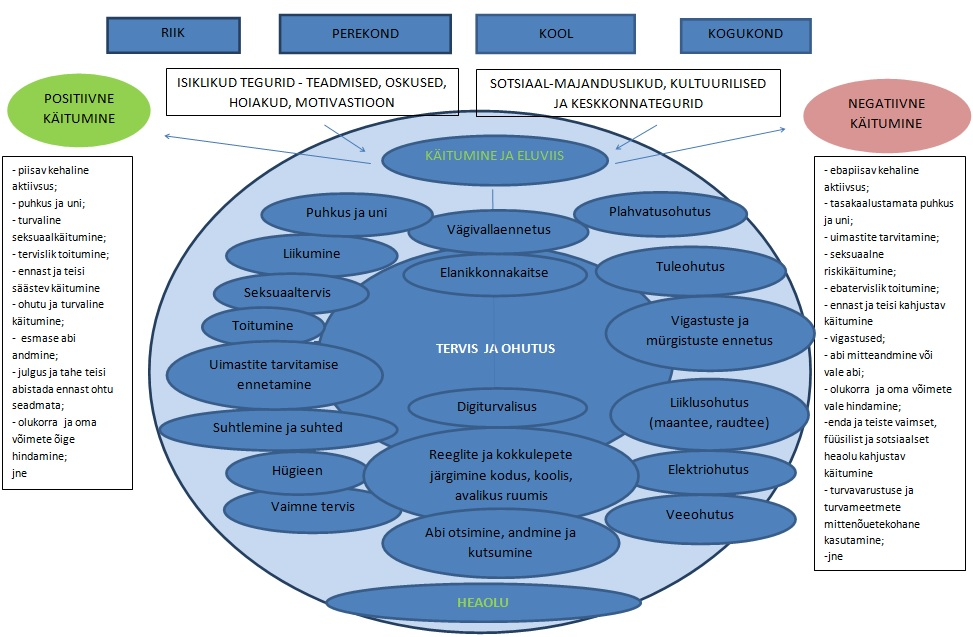 RIIK
PEREKOND
KOOL
KOGUKOND
ISIKLIKUD TEGURID - TEADMISED, OSKUSED,
HOIAKUD, MOTIVASTIOON
SOTSIAAL-MAJANDUSLIKUD, KULTUURILISED
JA KESKKONNATEGURID
POSITIIVNE
KÄITUMINE
NEGATIIVNE
KÄITUMINE
- piisav kehaline
aktiivsus;
- puhkus ja uni;
- turvaline
seksuaalkäitumine;
- tervislik toitumine;
- ennast ja teisi
säästev käitumine
- ohutu ja turvaline
käitumine;
- esmase abi
andmine;
- julgus ja tahe teisi
abistada ennast ohtu
seadmata;
- olukorra ja oma
võimete õige
hindamine;
jne
KÄITUMINE JA ELUVIIS
Puhkus ja uni
Liikumine
Seksuaaltervis
Toitumine
Uimastite tarvitamise
ennetamine
Suhtlemine ja suhted
Hügieen
Vaimne tervis
Vägivallaennetus
Elanikkonnakaitse
TERVIS JA OHUTUS
Digiturvalisus
Reeglite ja kokkulepete
järgimine kodus, koolis,
avalikus ruumis
Abi otsimine, andmine ja
kutsumine
Plahvatusohutus
Tuleohutus
Vigastuste ja
mürgistuste ennetus
Liiklusohutus
(maantee, raudtee)
Elektriohutus
Veeohutus
HEAOLU
- ebapiisav kehaline
aktiivsus;
- tasakaalustamata puhkus
ja uni;
- uimastite tarvitamine;
- seksuaalne
riskikäitumine;
- ebatervislik toitumine;
- ennast ja teisi kahjustav
käitumine
- vigastused;
- abi mitteandmine või
vale abi;
- olukorra ja oma võimete
vale hindamine;
-enda ja teiste vaimset,
füüsilist ja sotsiaalset
heaolu kahjustav
käitumine
- turvavarustuse ja
turvameetmete
mittenõuetekohane
kasutamine;
-jne